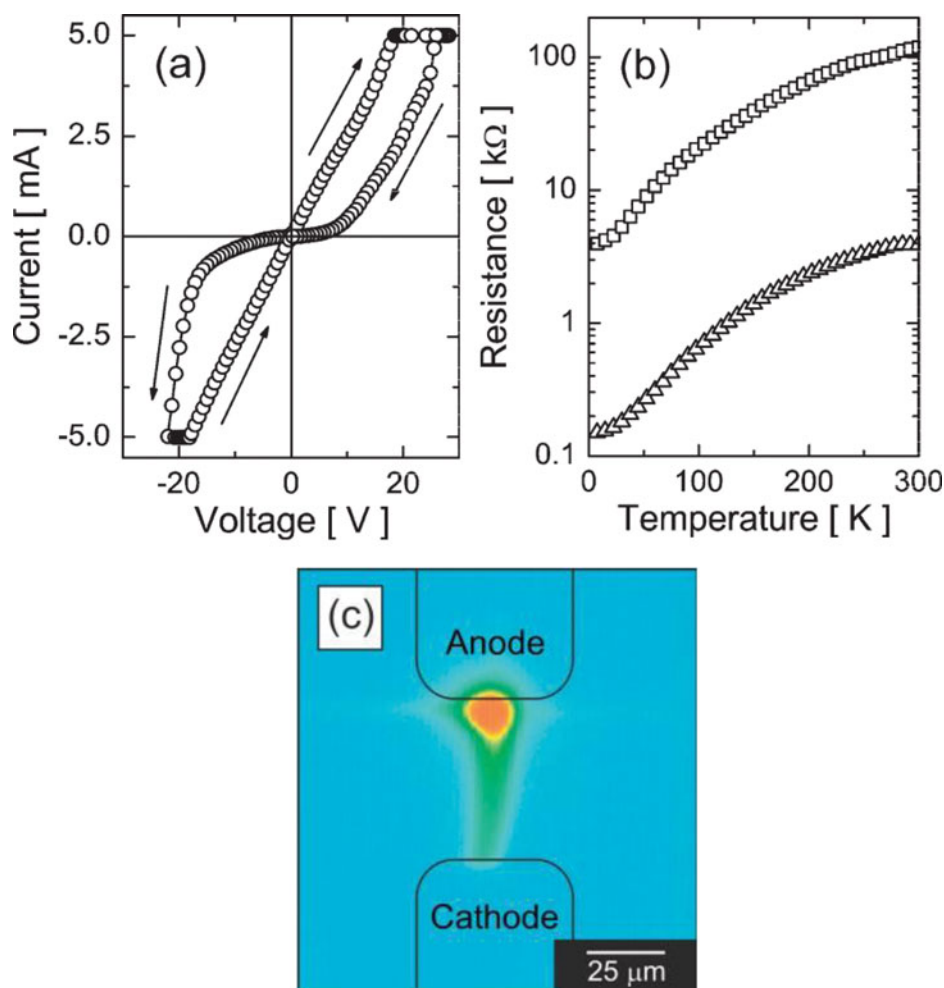 (a)
Current [ mA ]
5.0
2.5
0.0
-2.5
-5.0
-20
0
20
Voltage [ V ]
(b)
Resistance [ kΩ ]
100
10
1
0.1
0
100
200
300
Temperature [ K ]
(c)
Anode
Cathode
25 μm